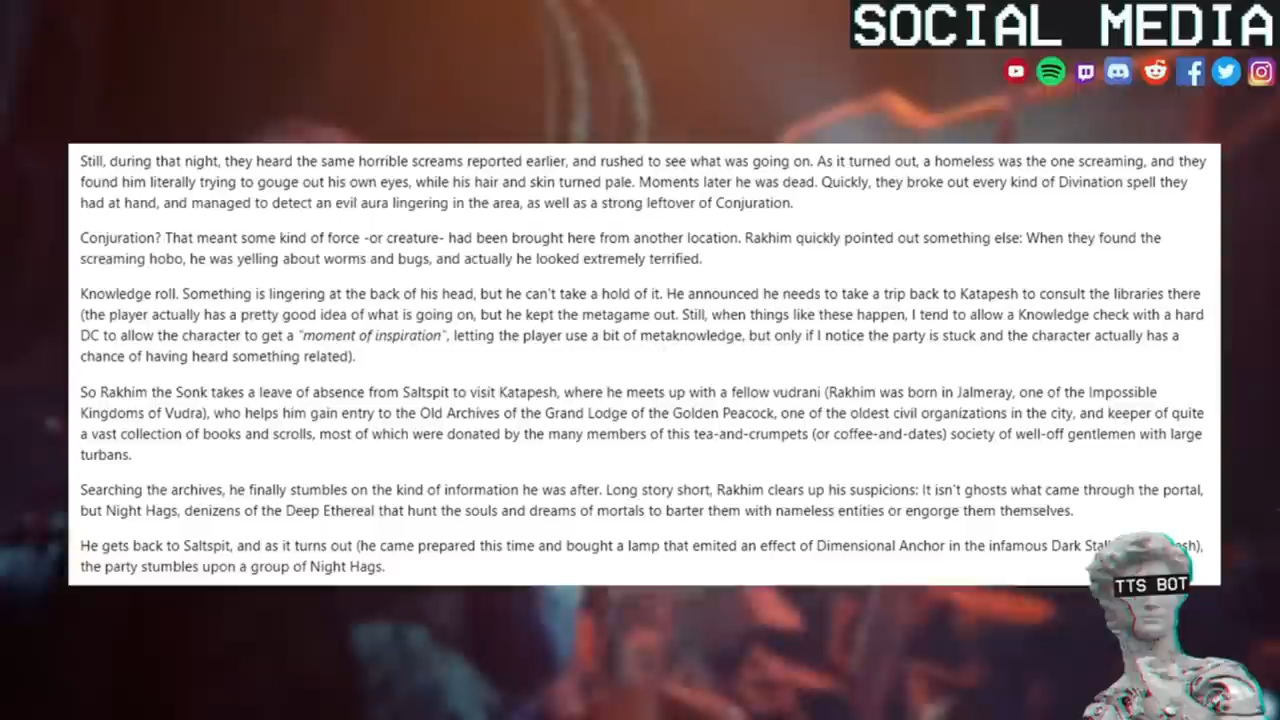 SOCIAL MEDIA
Still, during that night, they heard the same horrible screams reported earlier, and rushed to see what was going on. As it turned out, a homeless was the one screaming, and they
found him literally trying to gouge out his own eyes, while his hair and skin turned pale. Moments later he was dead. Quickly, they broke out every kind of Divination spell they
had at hand, and managed to detect an evil aura lingering in the area, as well as a strong leftover of Conjuration.
Conjuration? That meant some kind of force -or creature- had been brought here from another location. Rakhim quickly pointed out something else: When they found the
screaming hobo, he was yelling about worms and bugs, and actually he looked extremely terrified.
Knowledge roll. Something is lingering at the back of his head, but he can't take a hold of it. He announced he needs to take a trip back to Katapesh to consult the libraries there
(the player actually has a pretty good idea of what is going on, but he kept the metagame out. Still, when things like these happen, I tend to allow a Knowledge check with a hard
DC to allow the character to get a "moment of inspiration", letting the player use a bit of metaknowledge, but only if I notice the party is stuck and the character actually has a
chance of having heard something related).
So Rakhim the Sonk takes a leave of absence from Saltspit to visit Katapesh, where he meets up with a fellow vudrani (Rakhim was born in Jalmeray, one of the Impossible
Kingdoms of Vudra), who helps him gain entry to the Old Archives of the Grand Lodge of the Golden Peacock, one of the oldest civil organizations in the city, and keeper of quite
a vast collection of books and scrolls, most of which were donated by the many members of this tea-and-crumpets (or coffee-and-dates) society of well-off gentlemen with large
turbans.
Searching the archives, he finally stumbles on the kind of information he was after. Long story short, Rakhim clears up his suspicions: It isn't ghosts what came through the portal,
but Night Hags, denizens of the Deep Ethereal that hunt the souls and dreams of mortals to barter them with nameless entities or engorge them themselves.
He gets back to Saltspit, and as it turns out (he came prepared this time and bought a lamp that emited an effect of Dimensional Anchor in the infamous Dark
the party stumbles upon a group of Night Hags.
TTS BOT